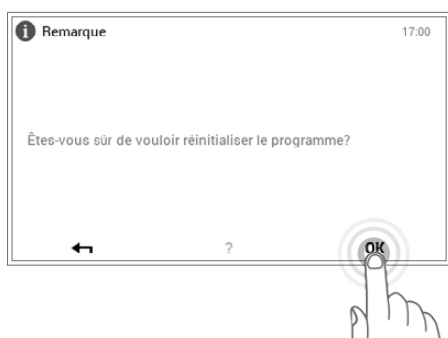 i Remarque 17:00
Êtes-vous sûr de vouloir réinitialiser le programme?
? OK